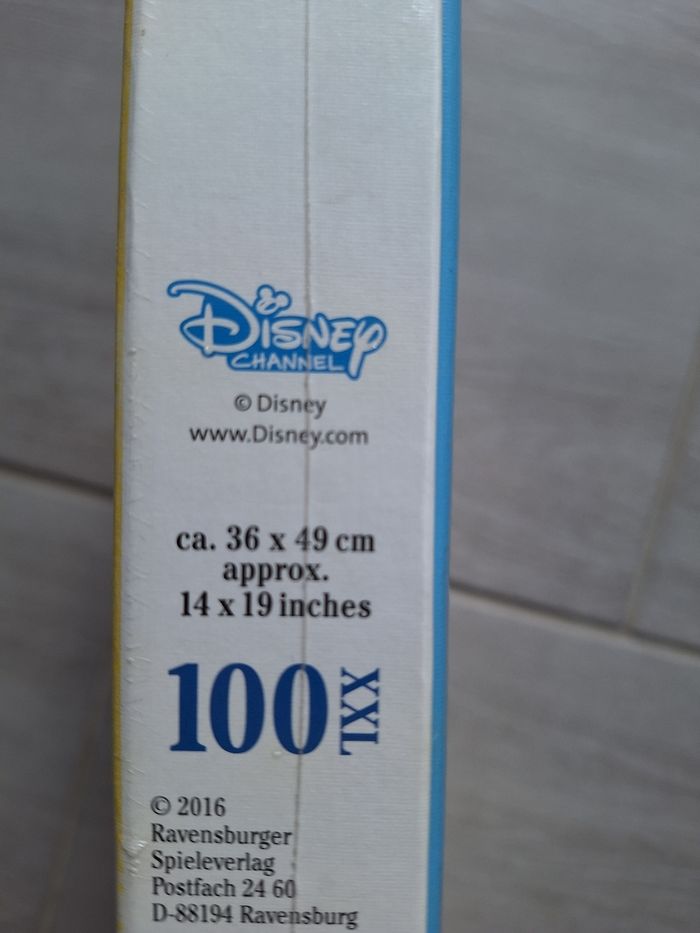 Disney
CHANNEL
© Disney
www.Disney.com
ca. 36 x 49 cm
approx.
14 x 19 inches
100 XXL
© 2016
Ravensburger
Spieleverlag
Postfach 24 60
D-88194 Ravensburg